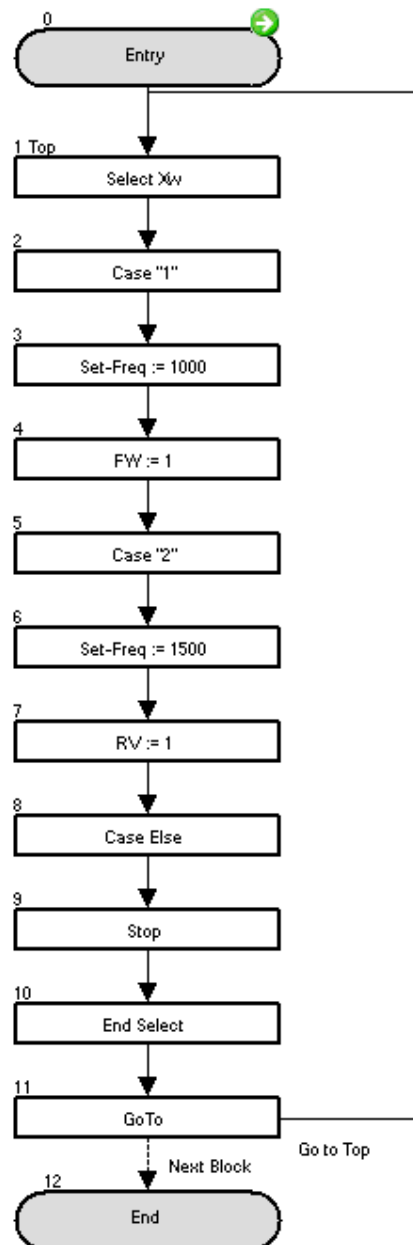 0
Entry
1 Top
Select Xw
2
Case "1"
3
Set-Freq := 1000
4
FW := 1
5
Case "2"
6
Set-Freq := 1500
7
RV := 1
8
Case Else
9
Stop
10
End Select
11
GoTo
Go to Top
Next Block
12
End